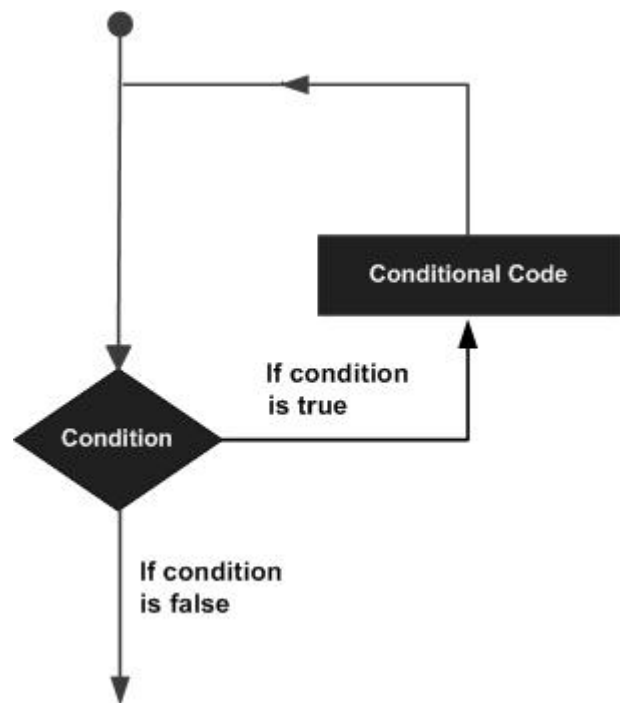 Conditional Code
If condition
is true
Condition
If condition
is false